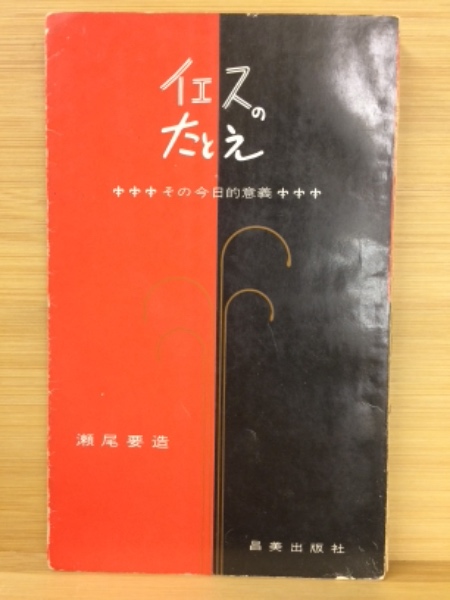 イエスの
たとえ
✢✢✢その今日的意義✢✢✢
瀬尾要造
昌美出版社